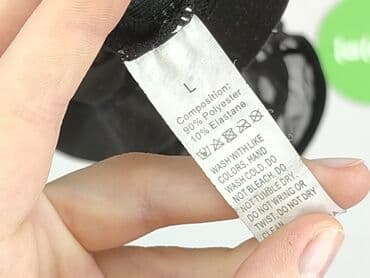 L
Composition:
90% Polyester
10% Elastane
WASH WITH LIKE
COLORS, HAND
WASH COLD, DO
NOT BLEACH, DO
NOT TUMBLE DRY,
DO NOT WRING OR
TWIST, DO NOT DRY
CLEAN